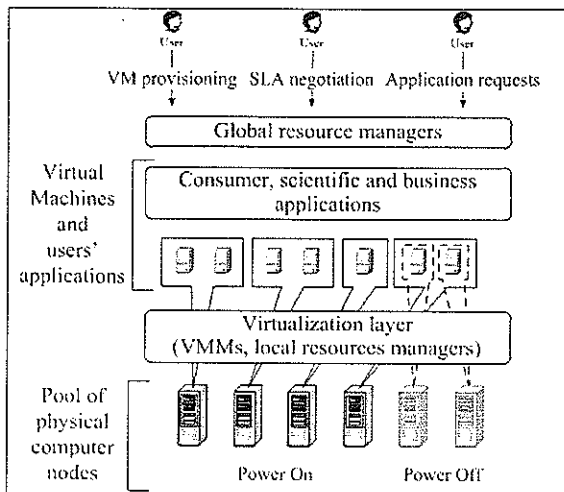 User User User
VM provisioning SLA negotiation Application requests
Global resource managers
Virtual
Machines
and
users'
applications
Consumer, scientific and business
applications
Virtualization layer
(VMMs, local resources managers)
Pool of
physical
computer
nodes
Power On Power Off